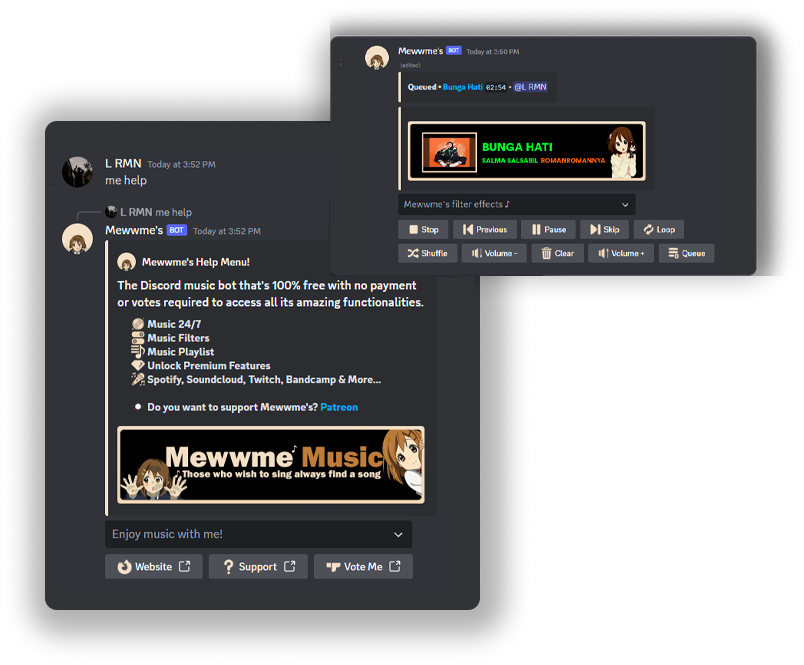 Mewwme's BOT Today at 3:50 PM
(edited)
Queued • Bunga Hati 02:54 • @L RMN
BUNGA HATI
SALMA SALSABIL ROMANROMANNYA
Mewwme's filter effects ♪
Stop Previous Pause Skip Loop
Shuffle Volume - Clear Volume + Queue
L RMN Today at 3:52 PM
me help
L RMN me help
Mewwme's BOT Today at 3:52 PM
Mewwme's Help Menu!
The Discord music bot that's 100% free with no payment
or votes required to access all its amazing functionalities.
Music 24/7
Music Filters
Music Playlist
Unlock Premium Features
Spotify, Soundcloud, Twitch, Bandcamp & More...
• Do you want to support Mewwme's? Patreon
Mewwme Music
Those who wish to sing always find a song
Enjoy music with me!
Website Support Vote Me